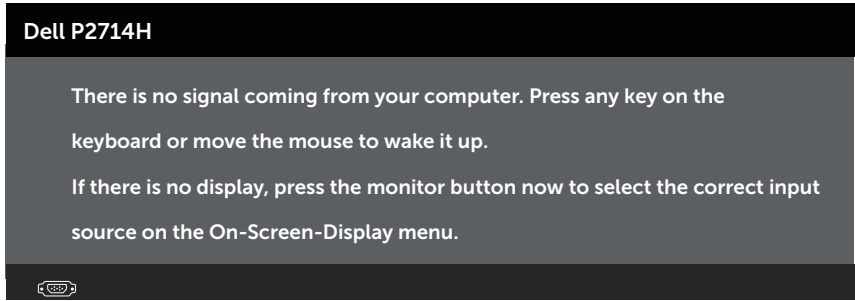 Dell P2714H
There is no signal coming from your computer. Press any key on the
keyboard or move the mouse to wake it up.
If there is no display, press the monitor button now to select the correct input
source on the On-Screen-Display menu.